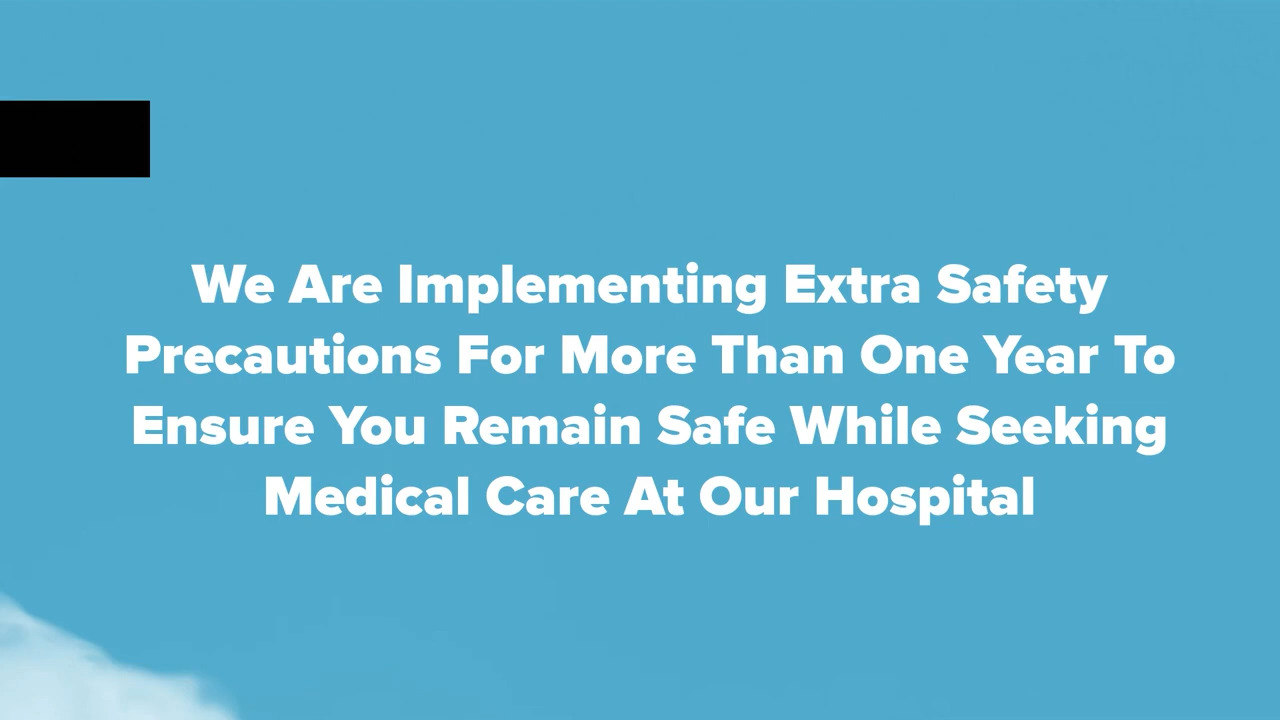 We Are Implementing Extra Safety
Precautions For More Than One Year To
Ensure You Remain Safe While Seeking
Medical Care At Our Hospital